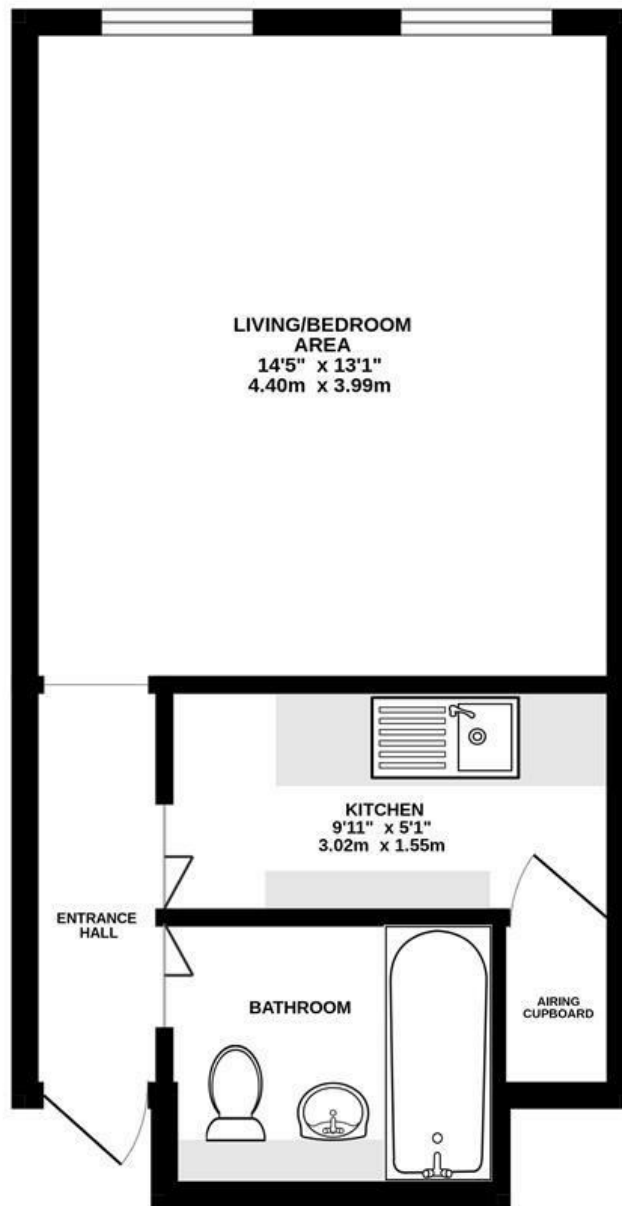 LIVING/BEDROOM
AREA
14'5" x 13'1"
4.40m x 3.99m
KITCHEN
9'11" x 5'1"
3.02m x 1.55m
ENTRANCE
HALL
BATHROOM
AIRING
CUPBOARD